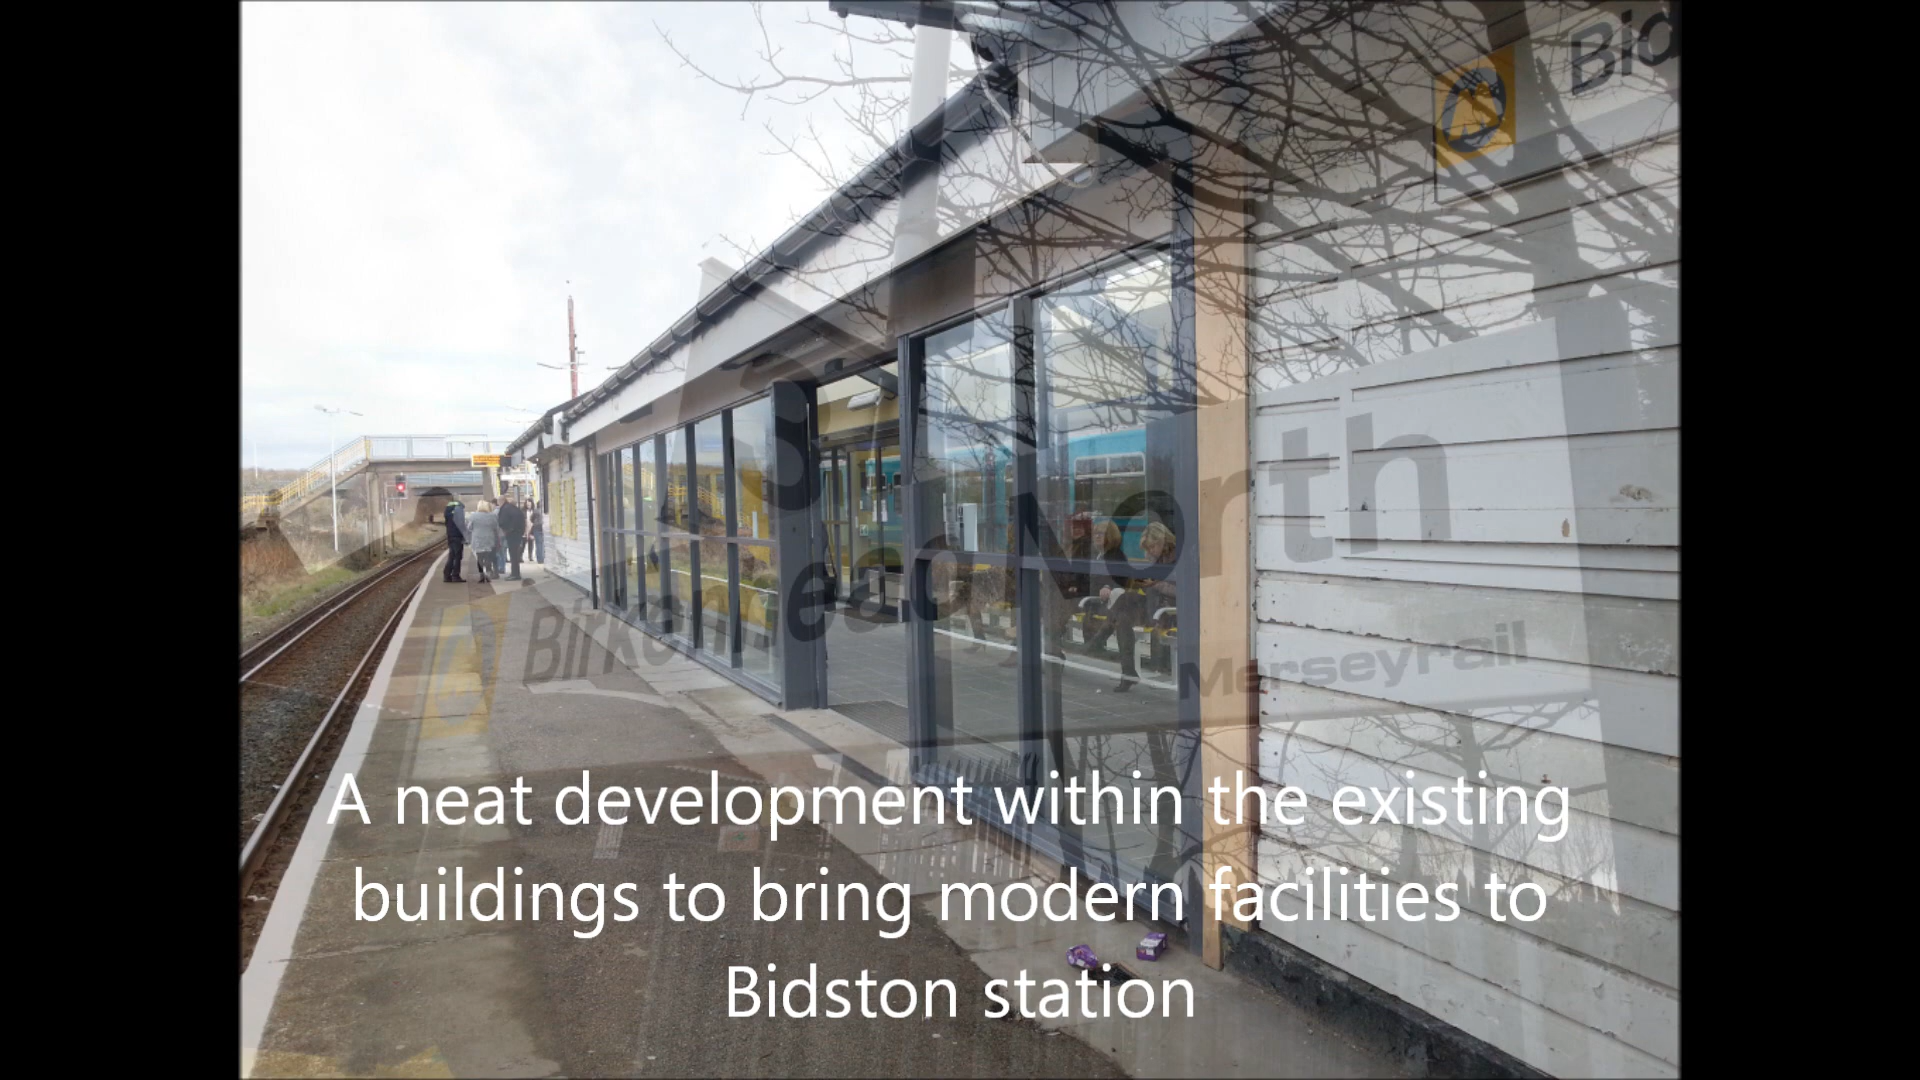 Bid
Birkenhead North
Merseyrail
A neat development within the existing
buildings to bring modern facilities to
Bidston station